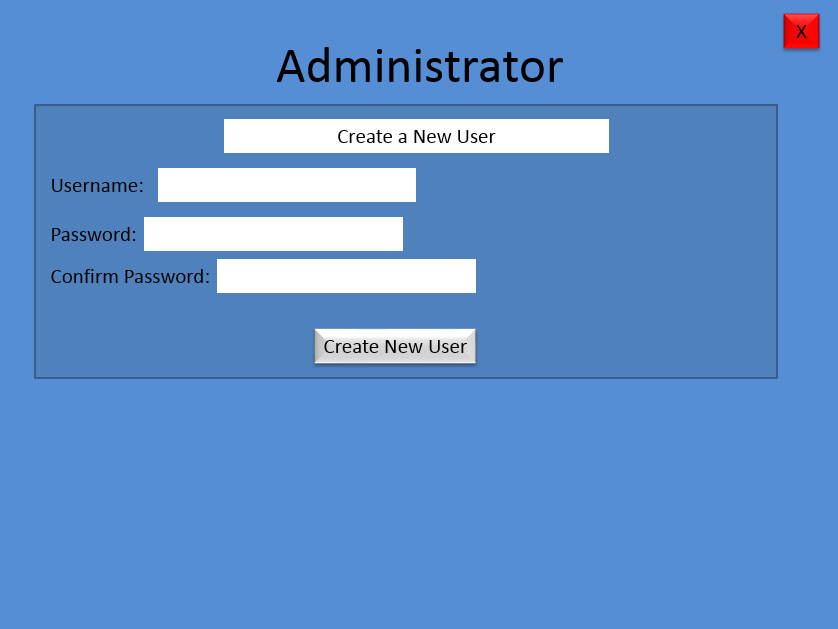 X
Administrator
Create a New User
Username:
Password:
Confirm Password:
Create New User